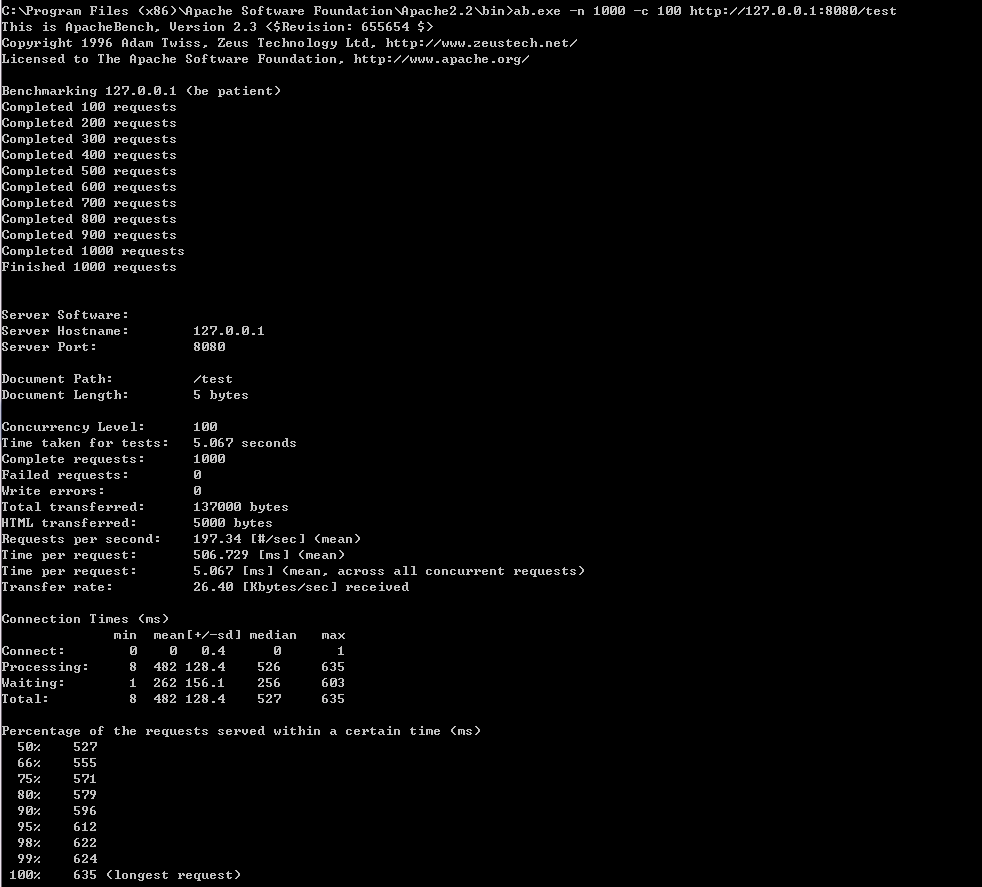 C:\Program Files (x86)\Apache Software Foundation\Apache2.2\bin>ab.exe -n 1000 -c 100 http://127.0.0.1:8080/test
This is ApacheBench, Version 2.3 <$Revision: 655654 $>
Copyright 1996 Adam Twiss, Zeus Technology Ltd, http://www.zeustech.net/
Licensed to The Apache Software Foundation, http://www.apache.org/

Benchmarking 127.0.0.1 (be patient)
Completed 100 requests
Completed 200 requests
Completed 300 requests
Completed 400 requests
Completed 500 requests
Completed 600 requests
Completed 700 requests
Completed 800 requests
Completed 900 requests
Completed 1000 requests
Finished 1000 requests

Server Software:
Server Hostname:        127.0.0.1
Server Port:            8080

Document Path:          /test
Document Length:        5 bytes

Concurrency Level:      100
Time taken for tests:   5.067 seconds
Complete requests:      1000
Failed requests:        0
Write errors:           0
Total transferred:      137000 bytes
HTML transferred:       5000 bytes
Requests per second:    197.34 [#/sec] (mean)
Time per request:       506.729 [ms] (mean)
Time per request:       5.067 [ms] (mean, across all concurrent requests)
Transfer rate:          26.40 [Kbytes/sec] received

Connection Times (ms)
              min  mean[+/-sd] median   max
Connect:        0    0   0.4      0       1
Processing:     8  482 128.4    526     635
Waiting:        1  262 156.1    256     603
Total:          8  482 128.4    527     635

Percentage of the requests served within a certain time (ms)
  50%    527
  66%    555
  75%    571
  80%    579
  90%    596
  95%    612
  98%    622
  99%    624
 100%    635 (longest request)